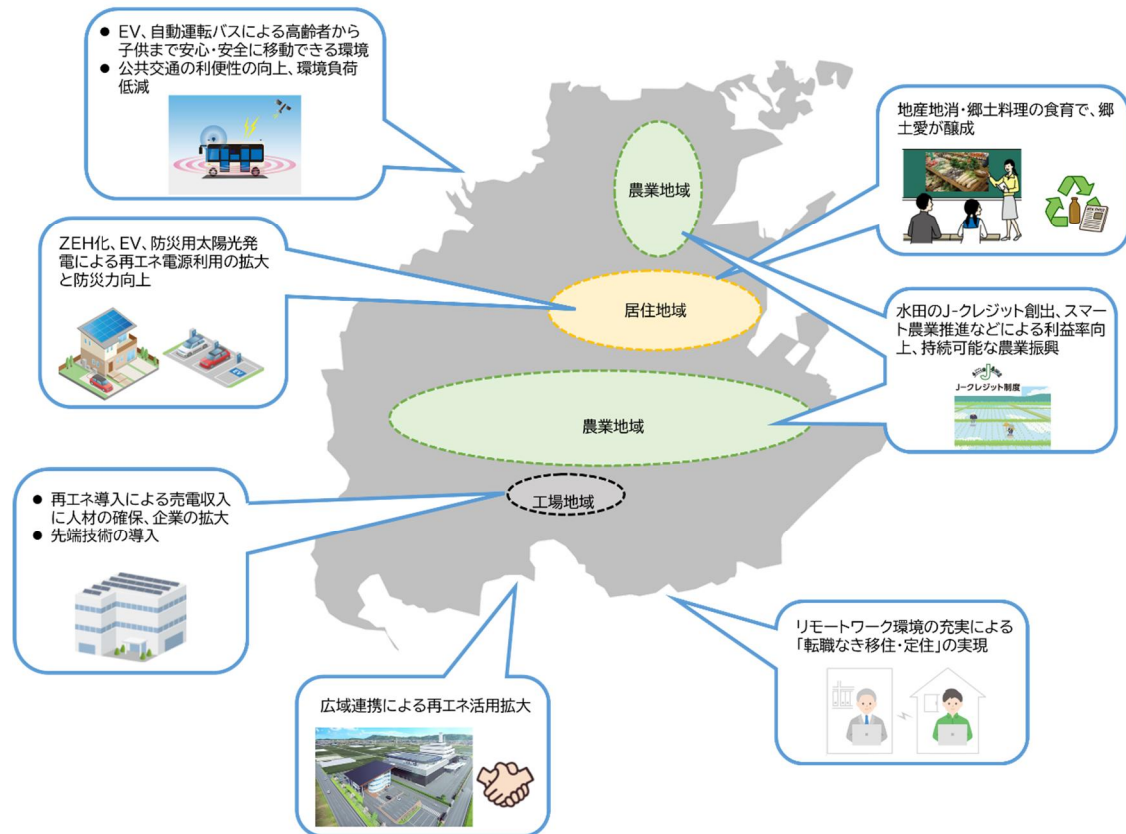 ● EV、自動運転バスによる高齢者から
子供まで安心・安全に移動できる環境
● 公共交通の利便性の向上、環境負荷
低減
地産地消・郷土料理の食育で、郷
土愛が醸成
農業地域
ZEH化、EV、防災用太陽光発
電による再エネ電源利用の拡大
と防災力向上
EV
居住地域
水田のJ-クレジット創出、スマー
ト農業推進などによる利益率向
上、持続可能な農業振興
J-クレジット制度
農業地域
工場地域
● 再エネ導入による売電収入
に人材の確保、企業の拡大
● 先端技術の導入
リモートワーク環境の充実による
「転職なき移住・定住」の実現
広域連携による再エネ活用拡大